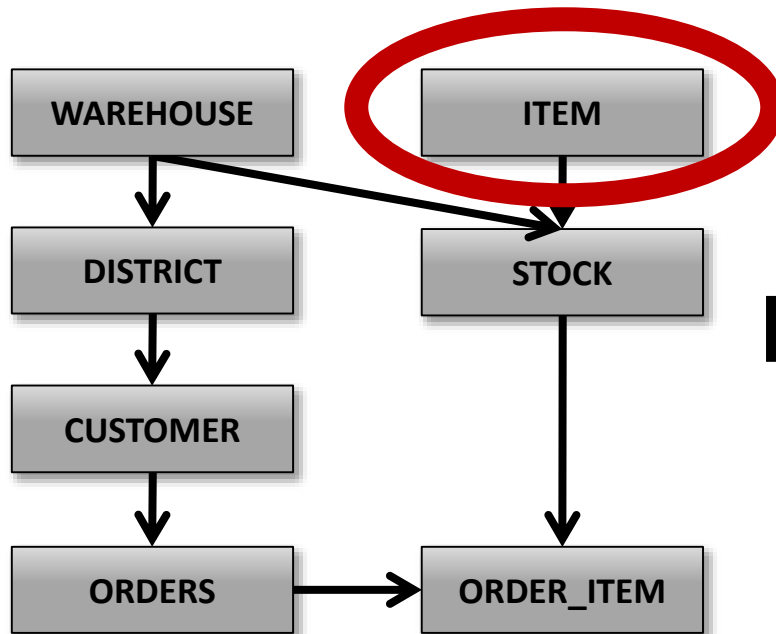 WAREHOUSE
ITEM
DISTRICT
STOCK
CUSTOMER
ORDERS
ORDER_ITEM